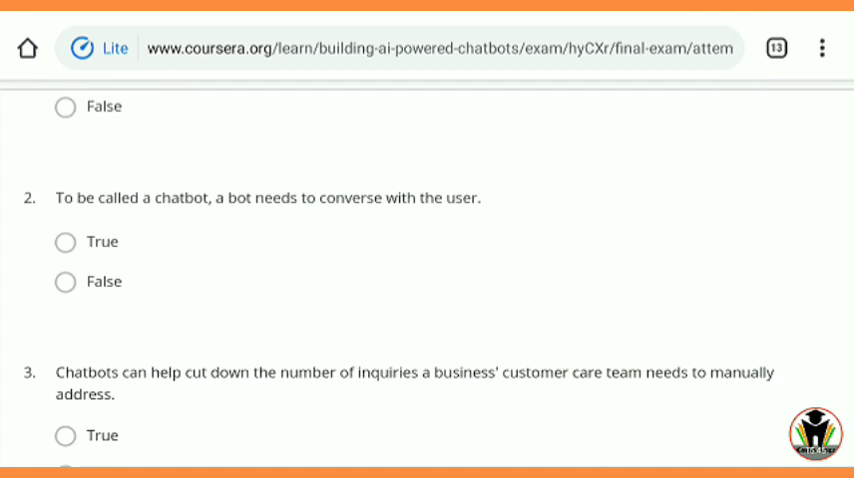 Lite www.coursera.org/learn/building-ai-powered-chatbots/exam/hyCXr/final-exam/attem 13
False
2. To be called a chatbot, a bot needs to converse with the user.
True
False
3. Chatbots can help cut down the number of inquiries a business' customer care team needs to manually
address.
True